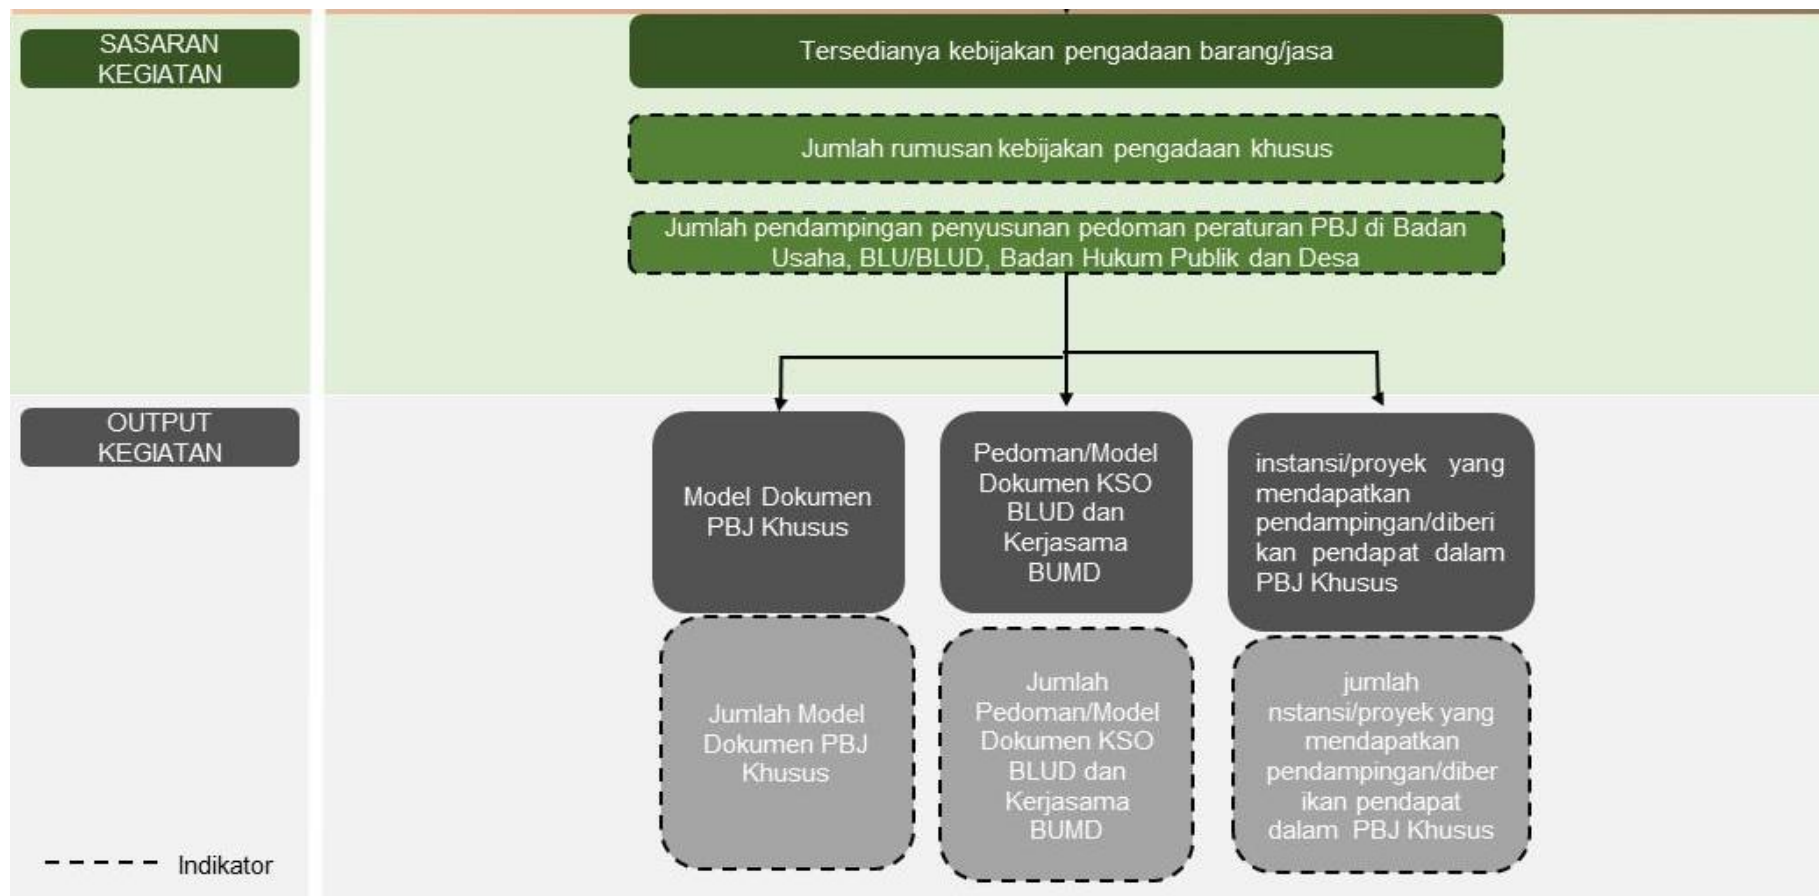 SASARAN
KEGIATAN
Tersedianya kebijakan pengadaan barang/jasa
Jumlah rumusan kebijakan pengadaan khusus
Jumlah pendampingan penyusunan pedoman peraturan PBJ di Badan
Usaha, BLU/BLUD, Badan Hukum Publik dan Desa
OUTPUT
KEGIATAN
Model Dokumen
PBJ Khusus
Pedoman/Model
Dokumen KSO
BLUD dan
Kerjasama
BUMD
instansi/proyek yang
mendapatkan
pendampingan/diberi
kan pendapat dalam
PBJ Khusus
Jumlah Model
Dokumen PBJ
Khusus
Jumlah
Pedoman/Model
Dokumen KSO
BLUD dan
Kerjasama
BUMD
jumlah
nstansi/proyek yang
mendapatkan
pendampingan/diber
ikan pendapat
dalam PBJ Khusus
Indikator